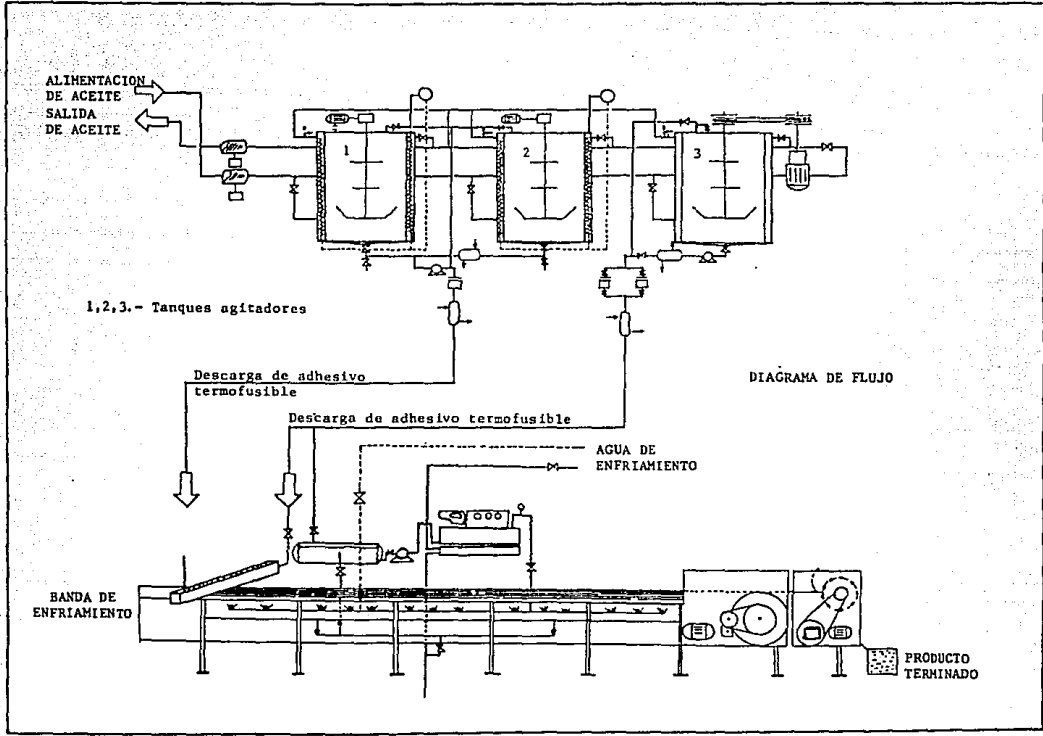 ALIMENTACION
DE ACEITE
SALIDA
DE ACEITE
1
2
3
1,2,3.- Tanques agitadores
DIAGRAMA DE FLUJO
Descarga de adhesivo
termofusible
Descarga de adhesivo termofusible
AGUA DE
ENFRIAMIENTO
BANDA DE
ENFRIAMIENTO
PRODUCTO
TERMINADO